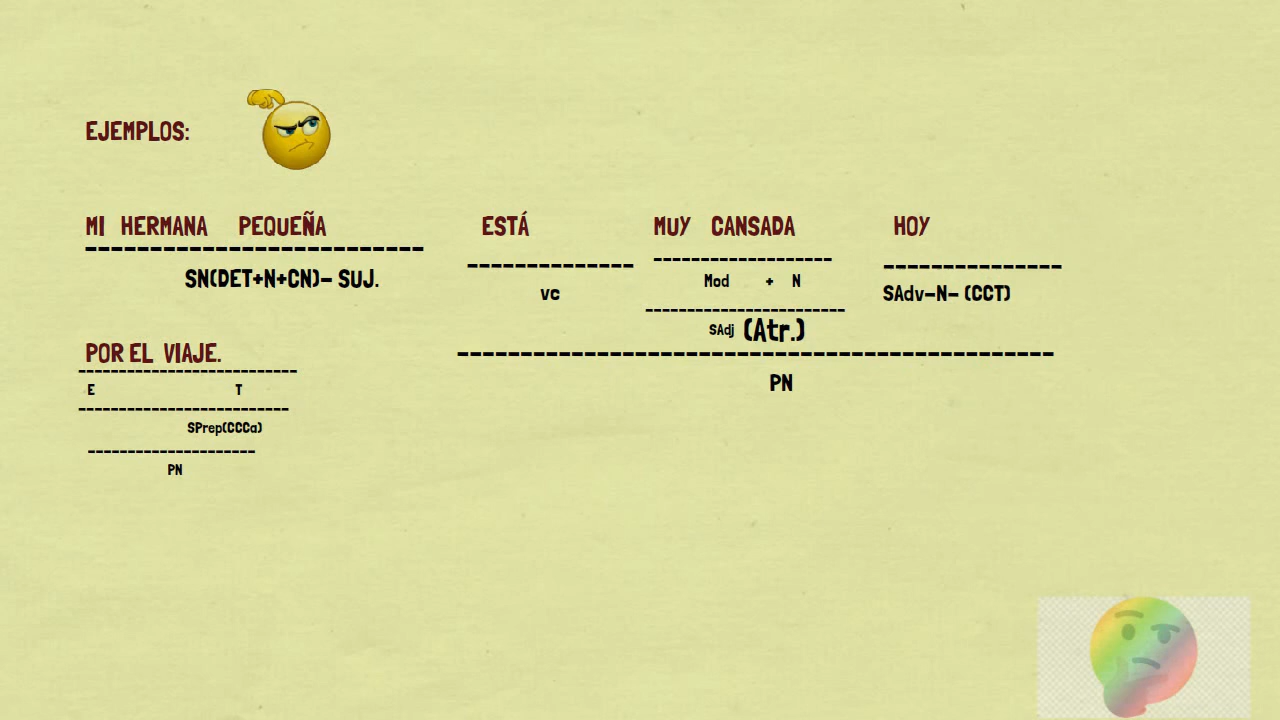 EJEMPLOS:
MI HERMANA PEQUEÑA ESTÁ MUY CANSADA HOY
SN(DET+N+CN)- SUJ. VC Mod + N SAdv-N- (CCT)
SAdj (Atr.)
PN
POR EL VIAJE.
E T
SPrep(CCCa)
PN